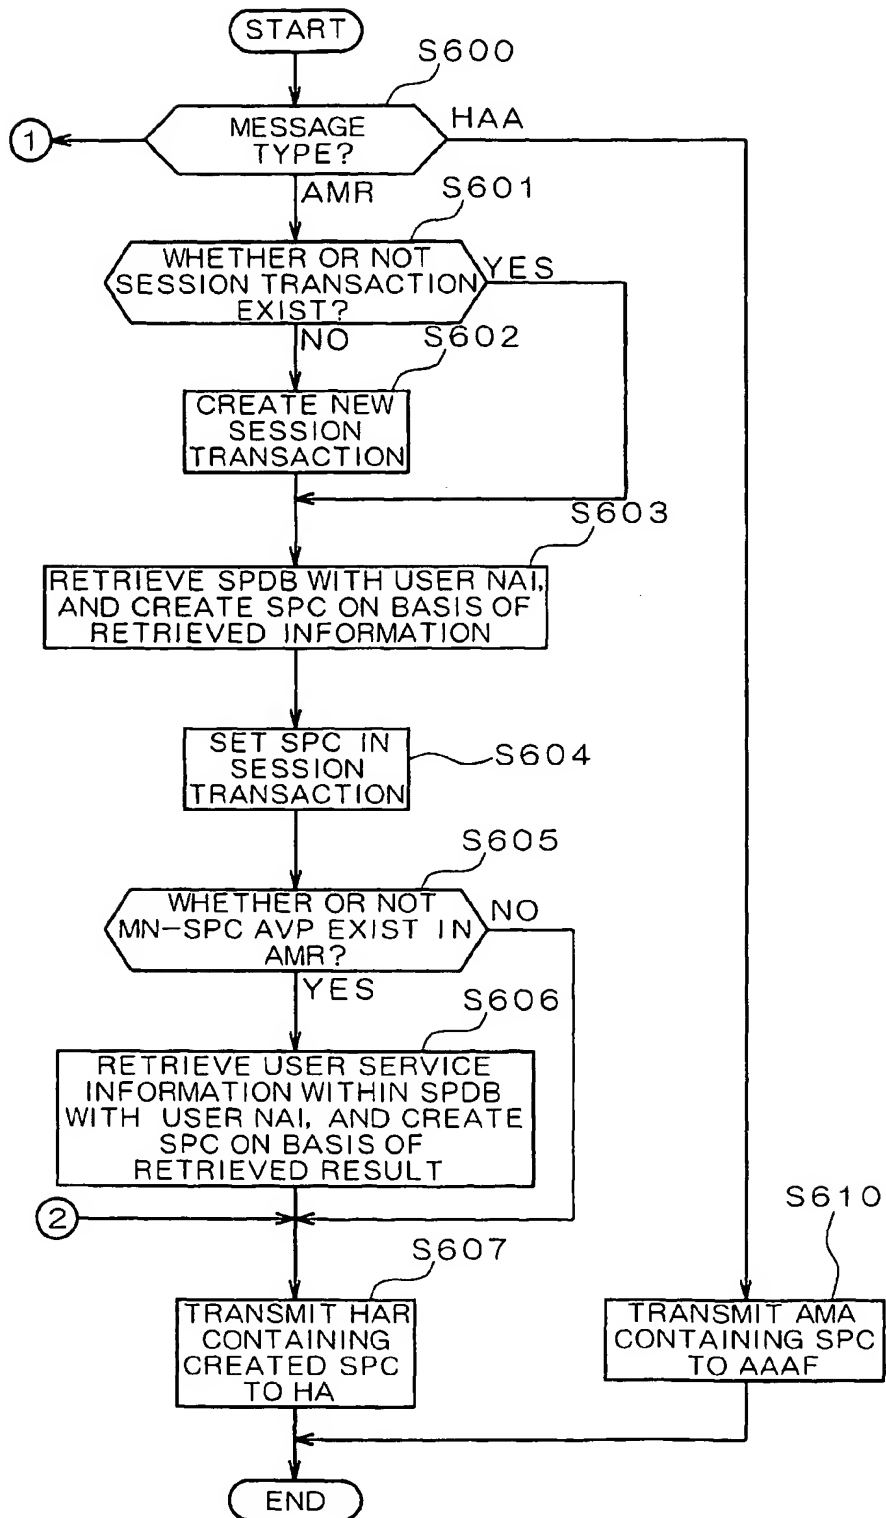 START
S600
MESSAGE
TYPE?
HAA
1
AMR
S601
WHETHER OR NOT
SESSION TRANSACTION
EXIST?
YES
NO
S602
CREATE NEW
SESSION
TRANSACTION
S603
RETRIEVE SPDB WITH USER NAI,
AND CREATE SPC ON BASIS OF
RETRIEVED INFORMATION
SET SPC IN
SESSION
TRANSACTION
S604
S605
WHETHER OR NOT
MN-SPC AVP EXIST IN
AMR?
NO
YES
S606
RETRIEVE USER SERVICE
INFORMATION WITHIN SPDB
WITH USER NAI, AND CREATE
SPC ON BASIS OF
RETRIEVED RESULT
2
S607
TRANSMIT HAR
CONTAINING
CREATED SPC
TO HA
S610
TRANSMIT AMA
CONTAINING SPC
TO AAAF
END